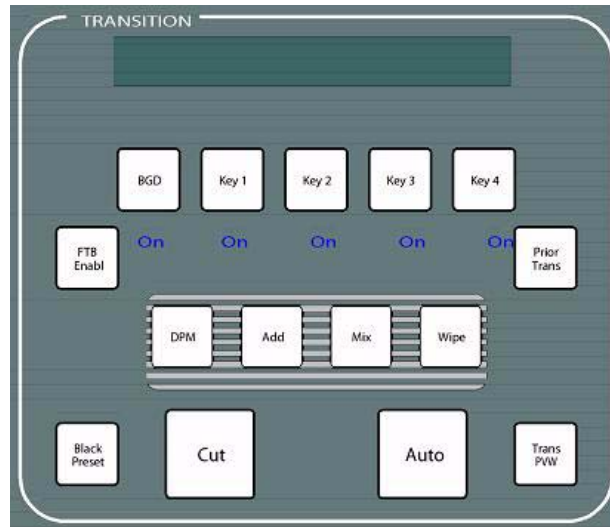 TRANSITION
BGD
Key 1
Key 2
Key 3
Key 4
On
On
On
On
On
FTB
Enabl
Prior
Trans
DPM
Add
Mix
Wipe
Black
Preset
Cut
Auto
Trans
PVW